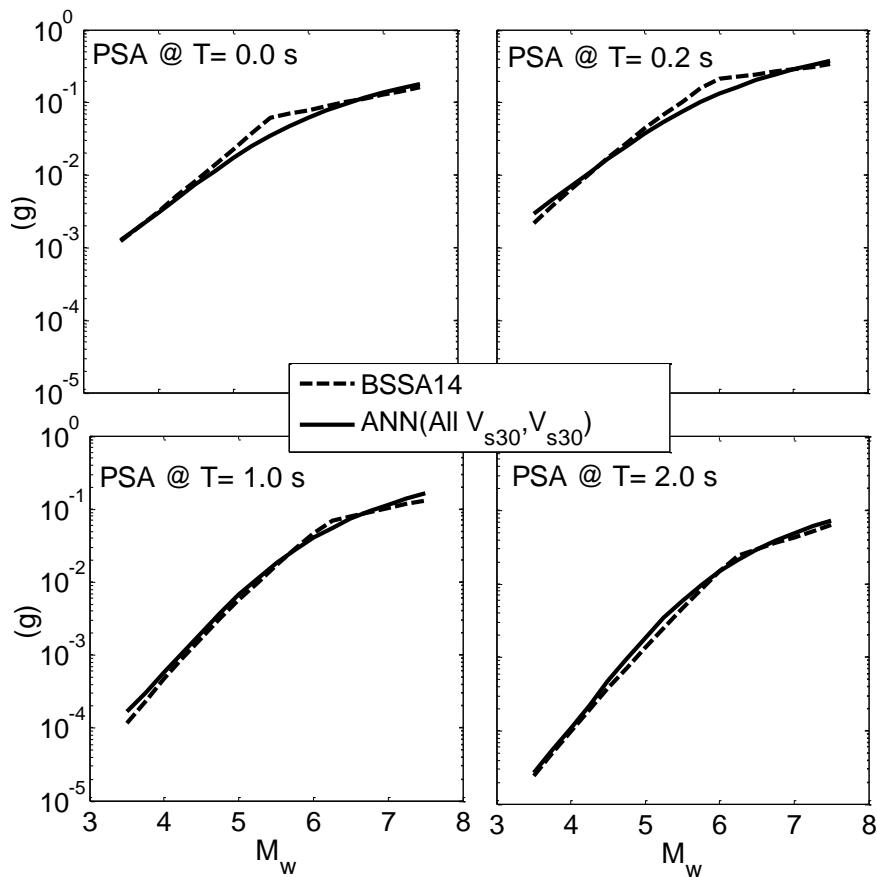 PSA @ T= 0.0 s
PSA @ T= 0.2 s
10^0
10^-1
10^-2
10^-3
10^-4
10^-5
(g)
BSSA14
ANN(All V_s30,V_s30)
PSA @ T= 1.0 s
PSA @ T= 2.0 s
10^0
10^-1
10^-2
10^-3
10^-4
10^-5
(g)
3 4 5 6 7 8
3 4 5 6 7 8
M_w
M_w